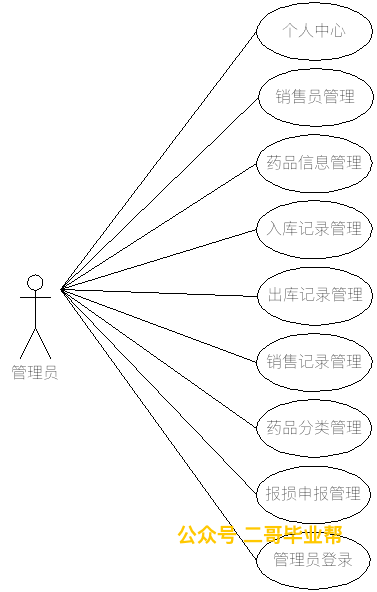 个人中心
销售员管理
药品信息管理
入库记录管理
出库记录管理
销售记录管理
管理员
药品分类管理
报损申报管理
公众号 二哥毕业帮
管理员登录